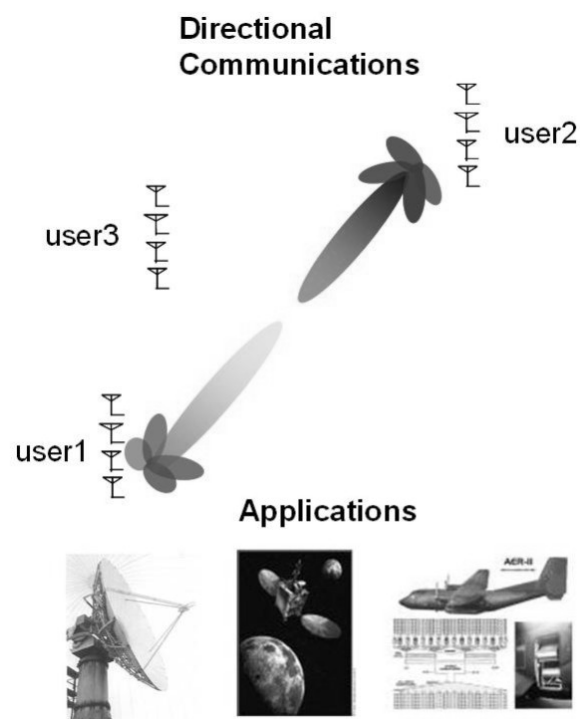 Directional
Communications
user2
user3
user1
Applications
AER-II